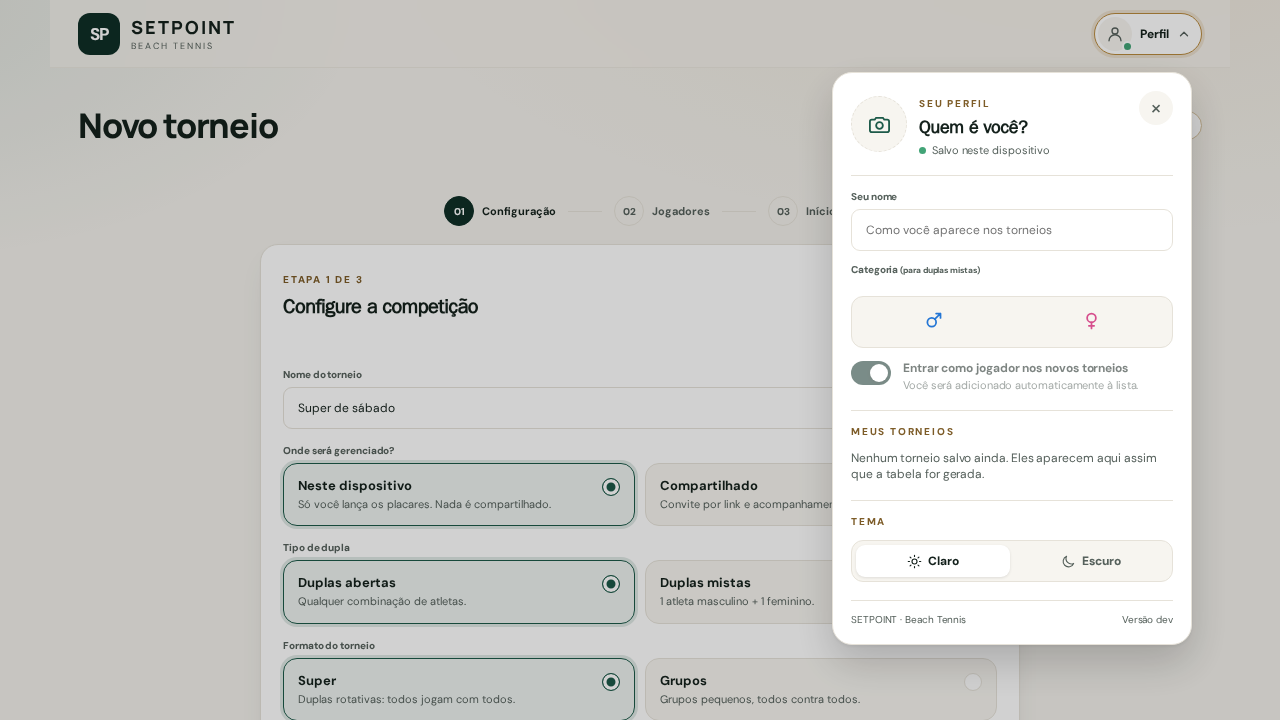 SP
SETPOINT
BEACH TENNIS
Perfil
Novo torneio
01 Configuração
02 Jogadores
03 Iníci
ETAPA 1 DE 3
Configure a competição
Nome do torneio
Super de sábado
Onde será gerenciado?
Neste dispositivo
Só você lança os placares. Nada é compartilhado.
Compartilhado
Convite por link e acompanhamen
Tipo de dupla
Duplas abertas
Qualquer combinação de atletas.
Duplas mistas
1 atleta masculino + 1 feminino.
Formato do torneio
Super
Duplas rotativas: todos jogam com todos.
Grupos
Grupos pequenos, todos contra todos.
SEU PERFIL
Quem é você?
Salvo neste dispositivo
Seu nome
Como você aparece nos torneios
Categoria (para duplas mistas)
Entrar como jogador nos novos torneios
Você será adicionado automaticamente à lista.
MEUS TORNEIOS
Nenhum torneio salvo ainda. Eles aparecem aqui assim
que a tabela for gerada.
TEMA
Claro
Escuro
SETPOINT · Beach Tennis
Versão dev